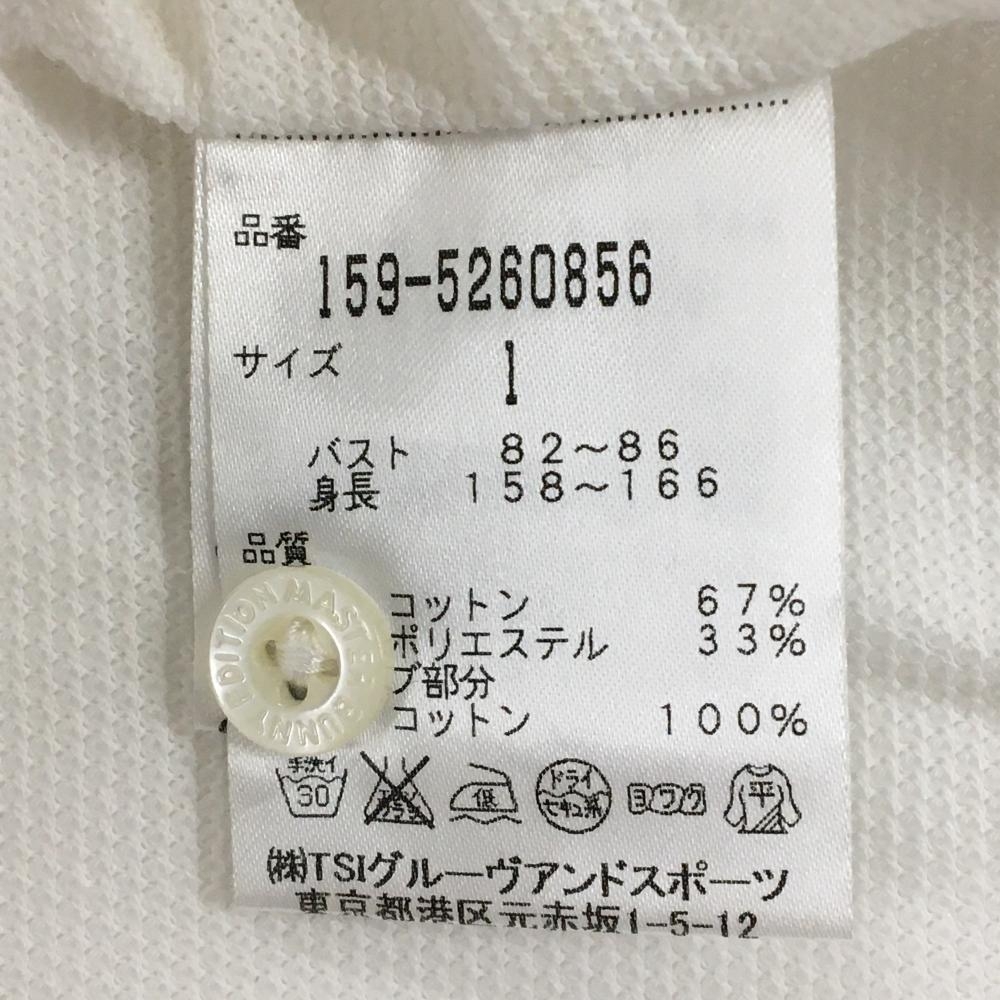 品番
159-5260856
サイズ 1
バスト 82～86
身長 158～166
品質
コットン 67%
ポリエステル 33%
ブ部分
コットン 100%
手洗イ
30
低
ドライ
セキユ系
ヨワク
平
㈱TSIグルーヴアンドスポーツ
東京都港区元赤坂1-5-12
MASTER BUNNY EDITION